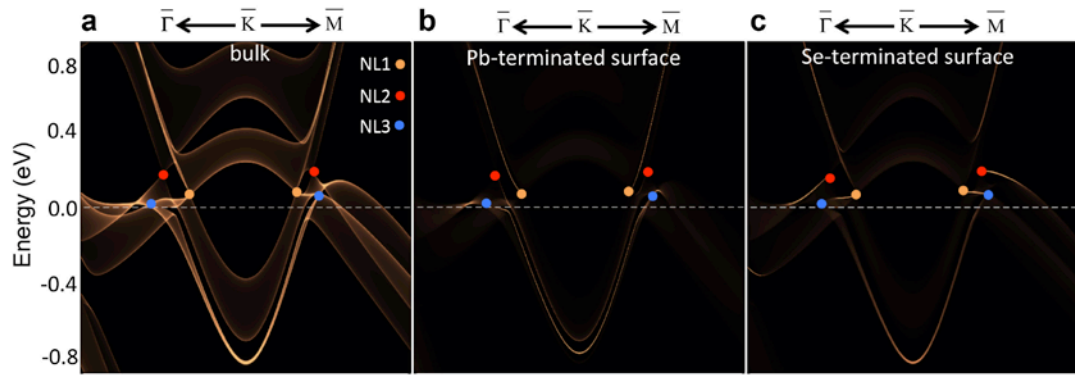 a Γ̅ K̅ M̅ b Γ̅ K̅ M̅ c Γ̅ K̅ M̅
bulk Pb-terminated surface Se-terminated surface
NL1
NL2
NL3
Energy (eV)
0.8
0.4
0.0
-0.4
-0.8